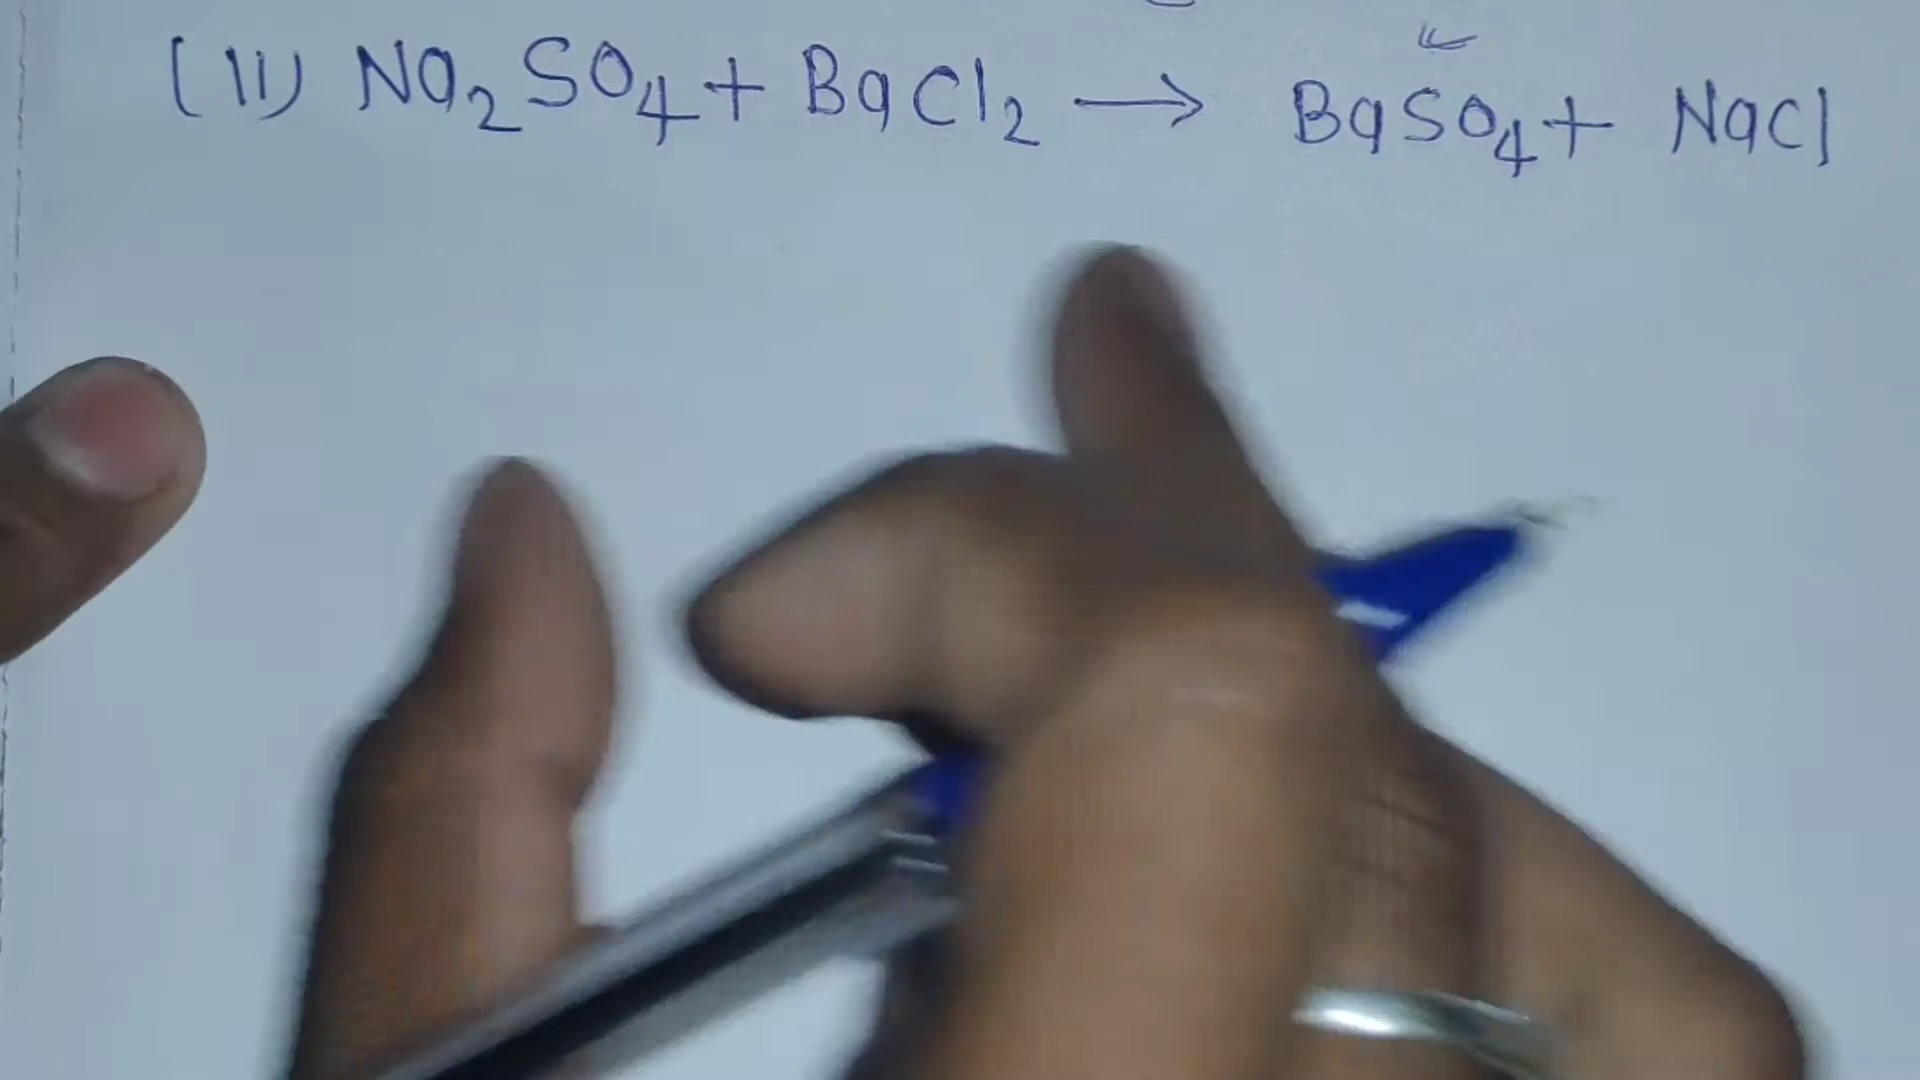 (II) Na₂SO₄ + BaCl₂ → BaSO₄ + NaCl